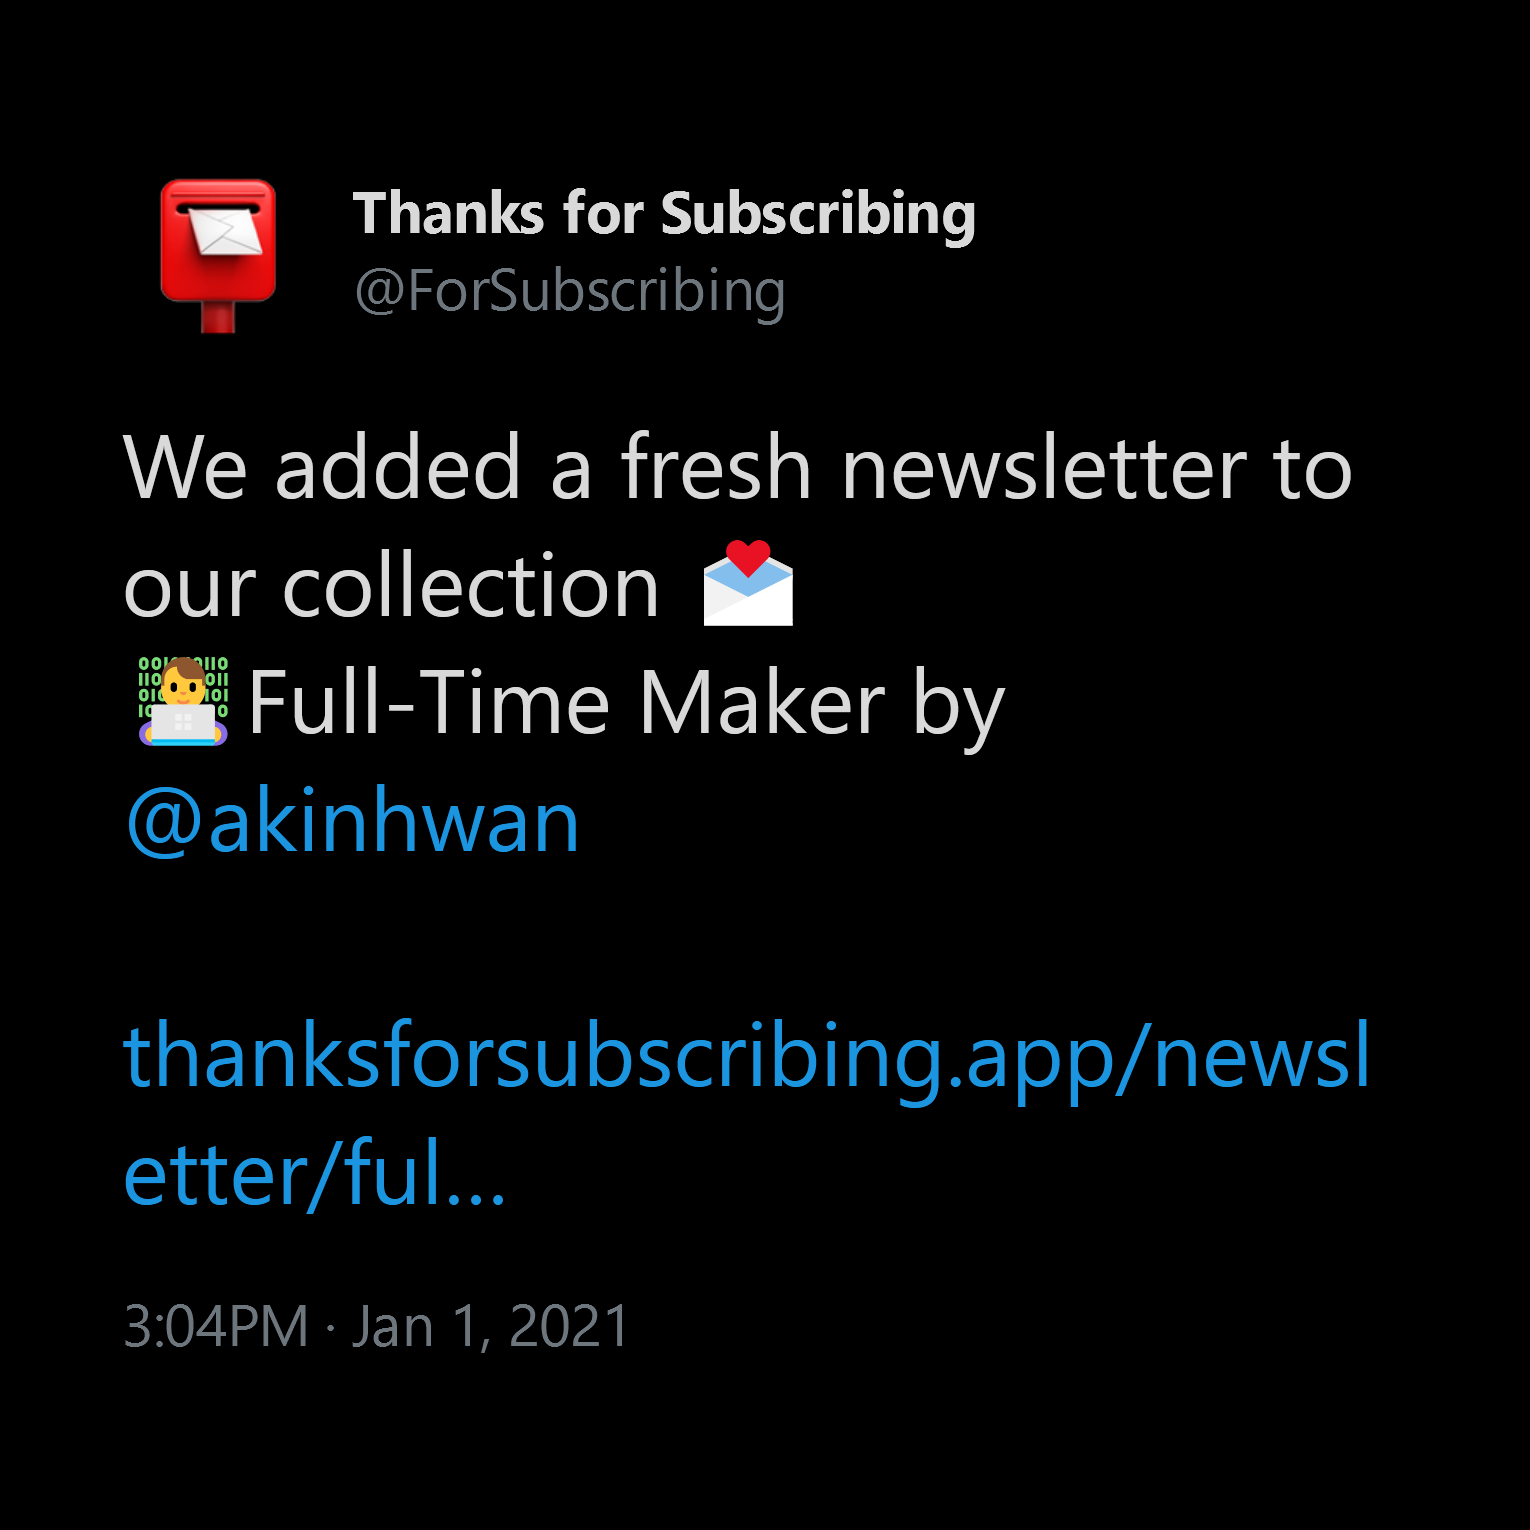 Thanks for Subscribing
@ForSubscribing
We added a fresh newsletter to
our collection 💌
👨‍💻Full-Time Maker by
@akinhwan
thanksforsubscribing.app/newsl
etter/ful...
3:04PM · Jan 1, 2021